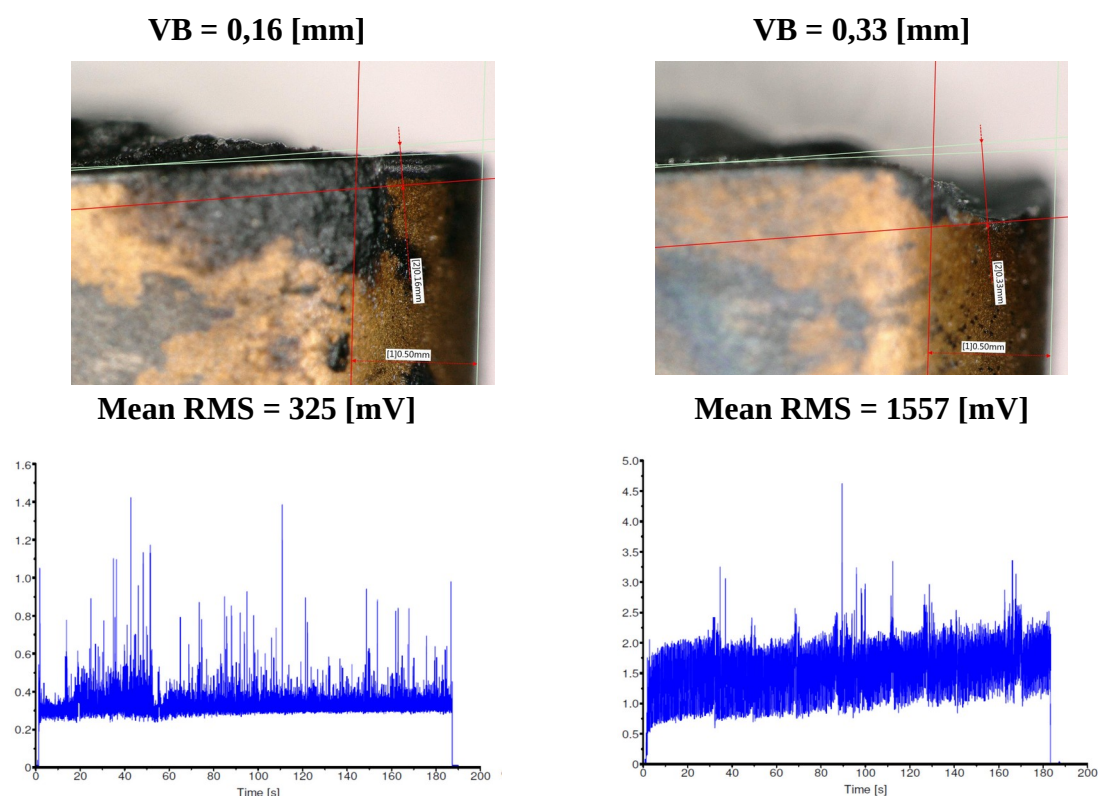 VB = 0,16 [mm]
VB = 0,33 [mm]
[2]0.16mm
[1]0.50mm
[2]0.33mm
[1]0.50mm
Mean RMS = 325 [mV]
Mean RMS = 1557 [mV]
1.6
1.4
1.2
1.0
0.8
0.6
0.4
0.2
0
0 20 40 60 80 100 120 140 160 180 200
Time [s]
5.0
4.5
4.0
3.5
3.0
2.5
2.0
1.5
1.0
0.5
0
0 20 40 60 80 100 120 140 160 180 200
Time [s]